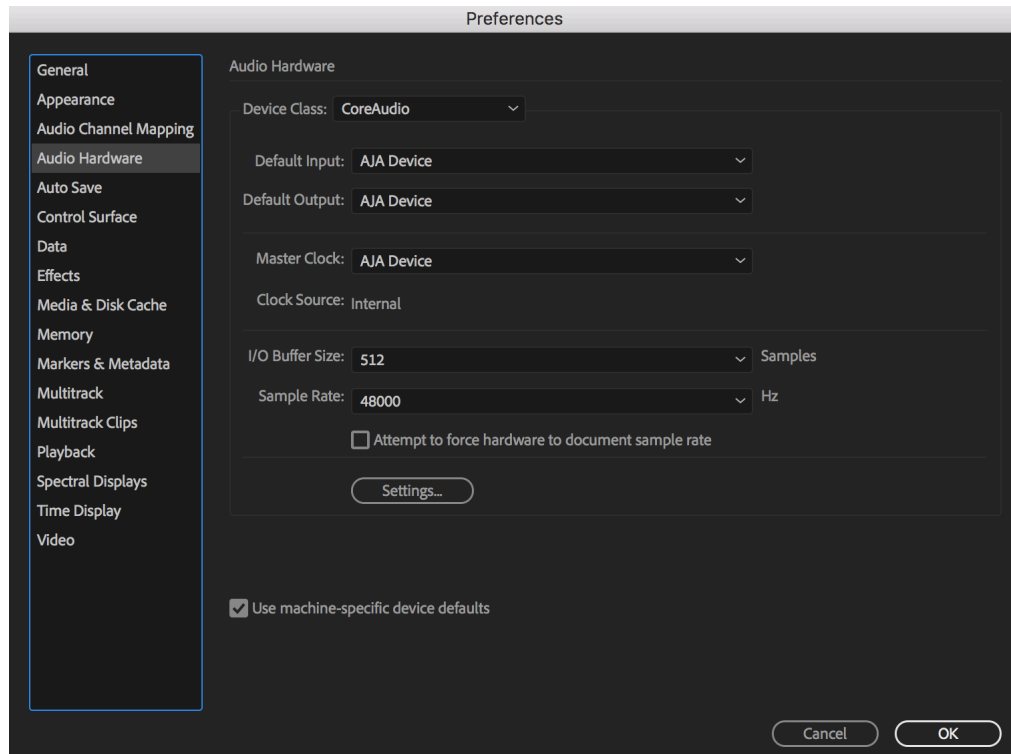 Preferences
General
Appearance
Audio Channel Mapping
Audio Hardware
Auto Save
Control Surface
Data
Effects
Media & Disk Cache
Memory
Markers & Metadata
Multitrack
Multitrack Clips
Playback
Spectral Displays
Time Display
Video
Audio Hardware
Device Class: CoreAudio
Default Input: AJA Device
Default Output: AJA Device
Master Clock: AJA Device
Clock Source: Internal
I/O Buffer Size: 512 Samples
Sample Rate: 48000 Hz
Attempt to force hardware to document sample rate
Settings...
Use machine-specific device defaults
Cancel OK